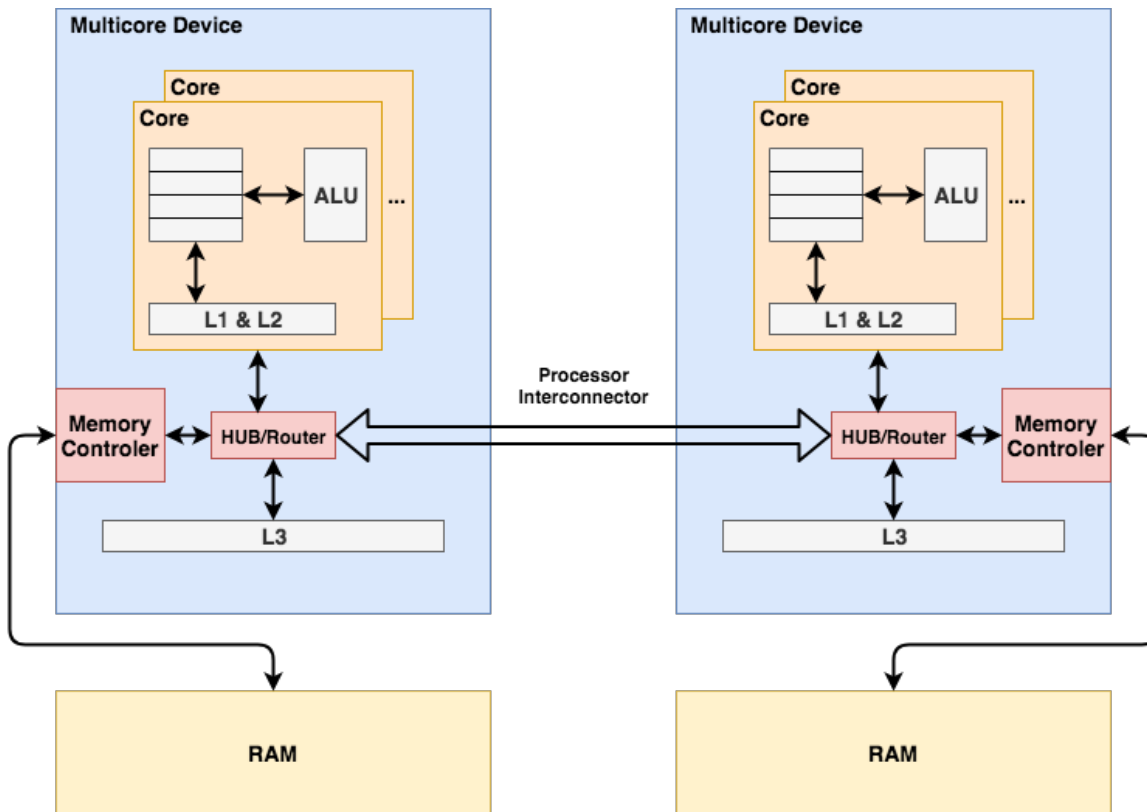 Multicore Device
Core
Core
ALU
...
L1 & L2
Memory
Controler
HUB/Router
L3
RAM
Processor
Interconnector
Multicore Device
Core
Core
ALU
...
L1 & L2
HUB/Router
Memory
Controler
L3
RAM